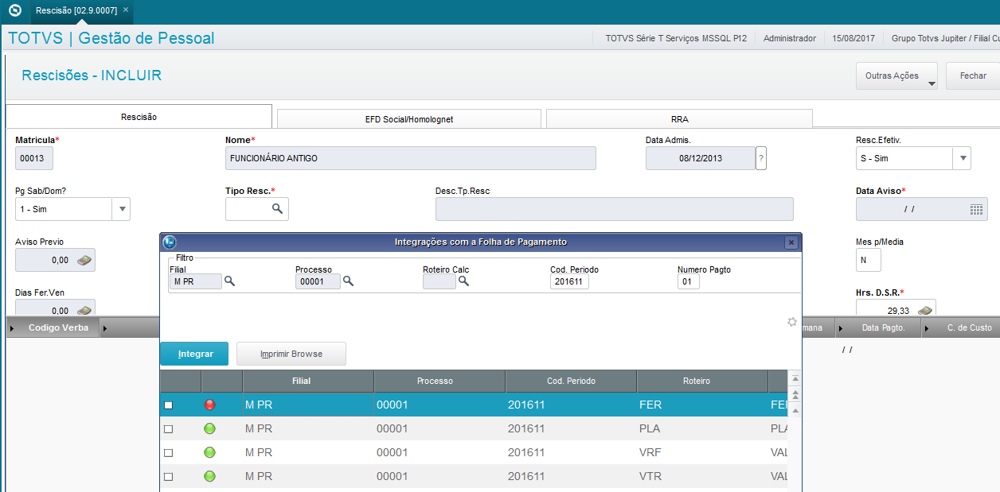 Rescisão [02.9.0007] ×
TOTVS | Gestão de Pessoal TOTVS Série T Serviços MSSQL P12 Administrador 15/08/2017 Grupo Totvs Jupiter / Filial Cu
Rescisões - INCLUIR Outras Ações Fechar
Rescisão EFD Social/Homolognet RRA
Matricula* Nome* Data Admis. Resc.Efetiv.
00013 FUNCIONÁRIO ANTIGO 08/12/2013 ? S - Sim
Pg Sab/Dom? Tipo Resc.* Desc.Tp.Resc Data Aviso*
1 - Sim / /
Aviso Previo Mes p/Media
0,00 N
Dias Fer.Ven Hrs. D.S.R.*
0,00 29,33
Codigo Verba mana Data Pagto. C. de Custo
/ /
Integrações com a Folha de Pagamento
Filtro
Filial Processo Roteiro Calc Cod. Periodo Numero Pagto
M PR 00001 201611 01
Integrar Imprimir Browse
Filial Processo Cod. Periodo Roteiro
M PR 00001 201611 FER FER
M PR 00001 201611 PLA PLA
M PR 00001 201611 VRF VAL
M PR 00001 201611 VTR VAL